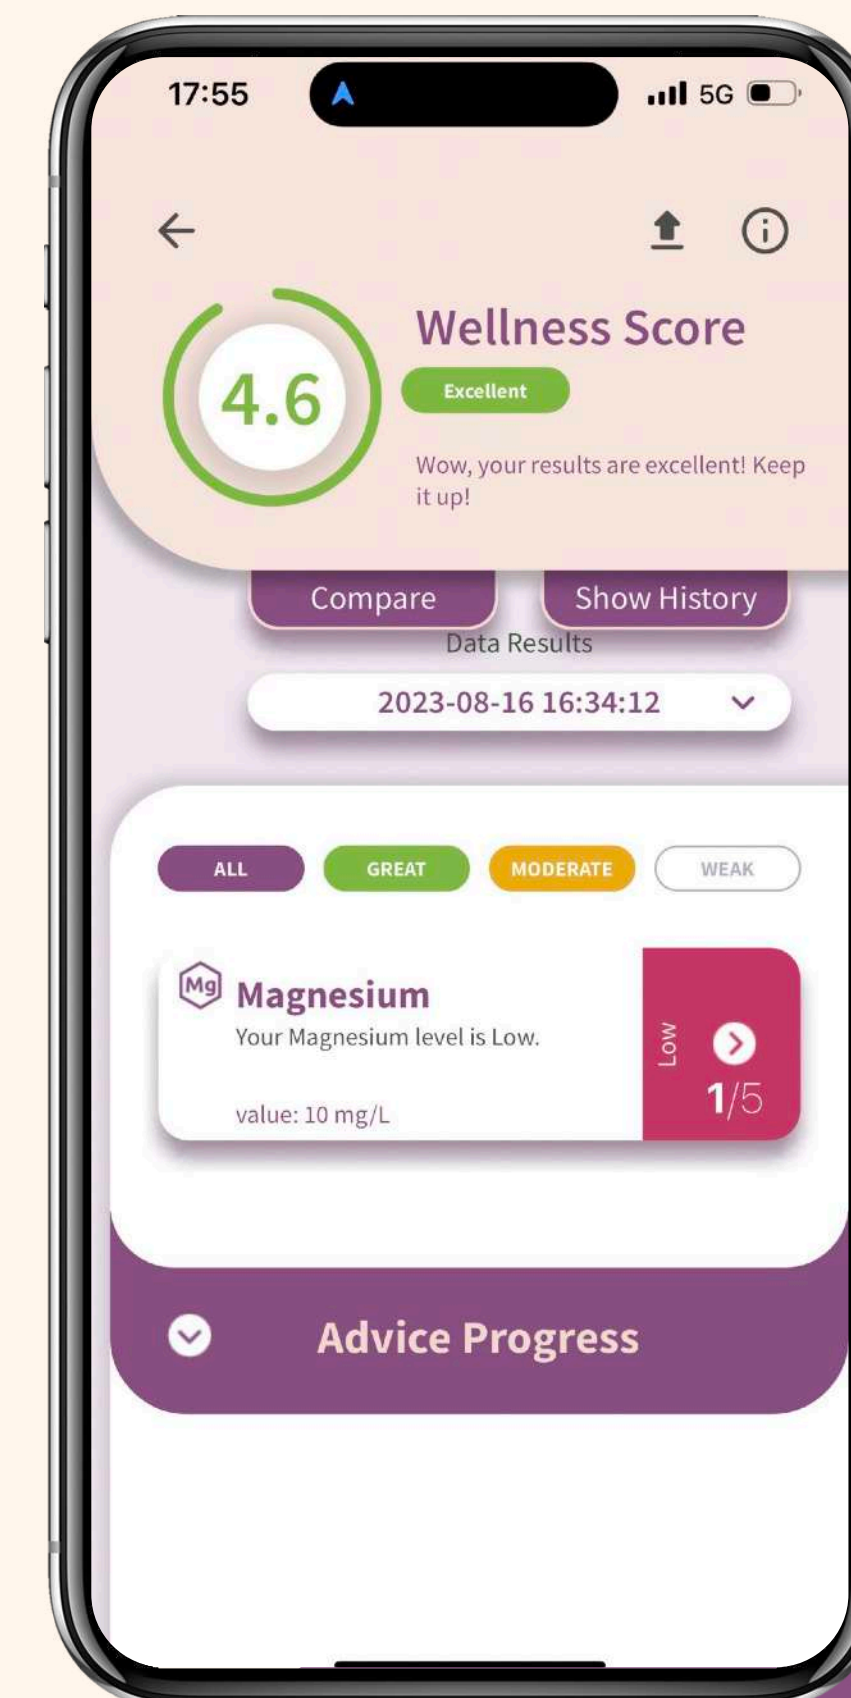 17:55
5G
4.6
Wellness Score
Excellent
Wow, your results are excellent! Keep
it up!
Compare
Show History
Data Results
2023-08-16 16:34:12
ALL
GREAT
MODERATE
WEAK
Mg
Magnesium
Your Magnesium level is Low.
value: 10 mg/L
Low
1/5
Advice Progress